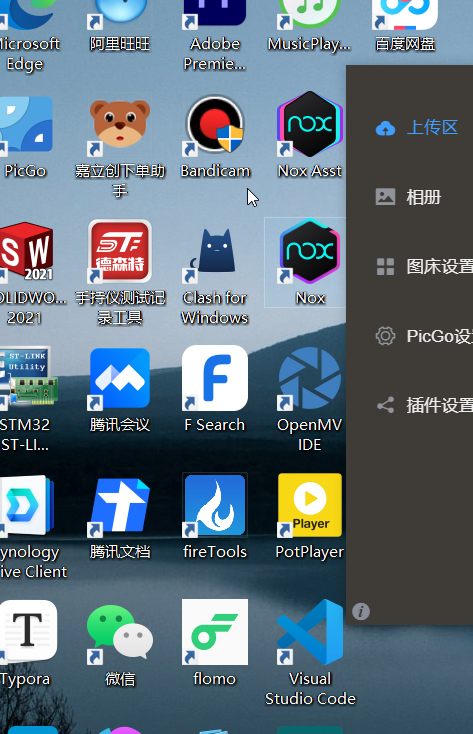 Microsoft
Edge
阿里旺旺
Adobe
Premie...
MusicPlay...
百度网盘
PicGo
嘉立创下单助
手
Bandicam
NOX
Nox Asst
SW
2021
OLIDWO...
2021
ST
德森特
手持仪测试记
录工具
Clash for
Windows
NOX
Nox
ST-LINK
Utility
STM32
ST-LI...
腾讯会议
F Search
OpenMV
IDE
ynology
ive Client
腾讯文档
fireTools
Player
PotPlayer
T
Typora
微信
flomo
Visual
Studio Code
上传区
相册
图床设置
PicGo设置
插件设置